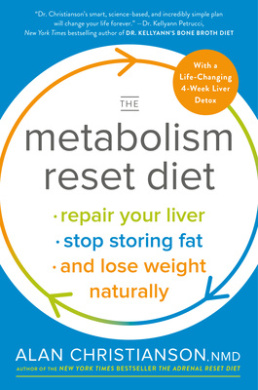 "Dr. Christianson's smart, science-based, and incredibly simple plan
will change your life experience." —Dr. Kellyann Petrucci,
New York Times bestselling author of DR. KELLYANN'S BONE BROTH DIET
With a
Life-Changing
4-Week Liver
Detox
THE
metabolism
reset diet
• repair your liver
• stop storing fat
• and lose weight
naturally
ALAN CHRISTIANSON, NMD
AUTHOR OF THE NEW YORK TIMES BESTSELLER THE ADRENAL RESET DIET